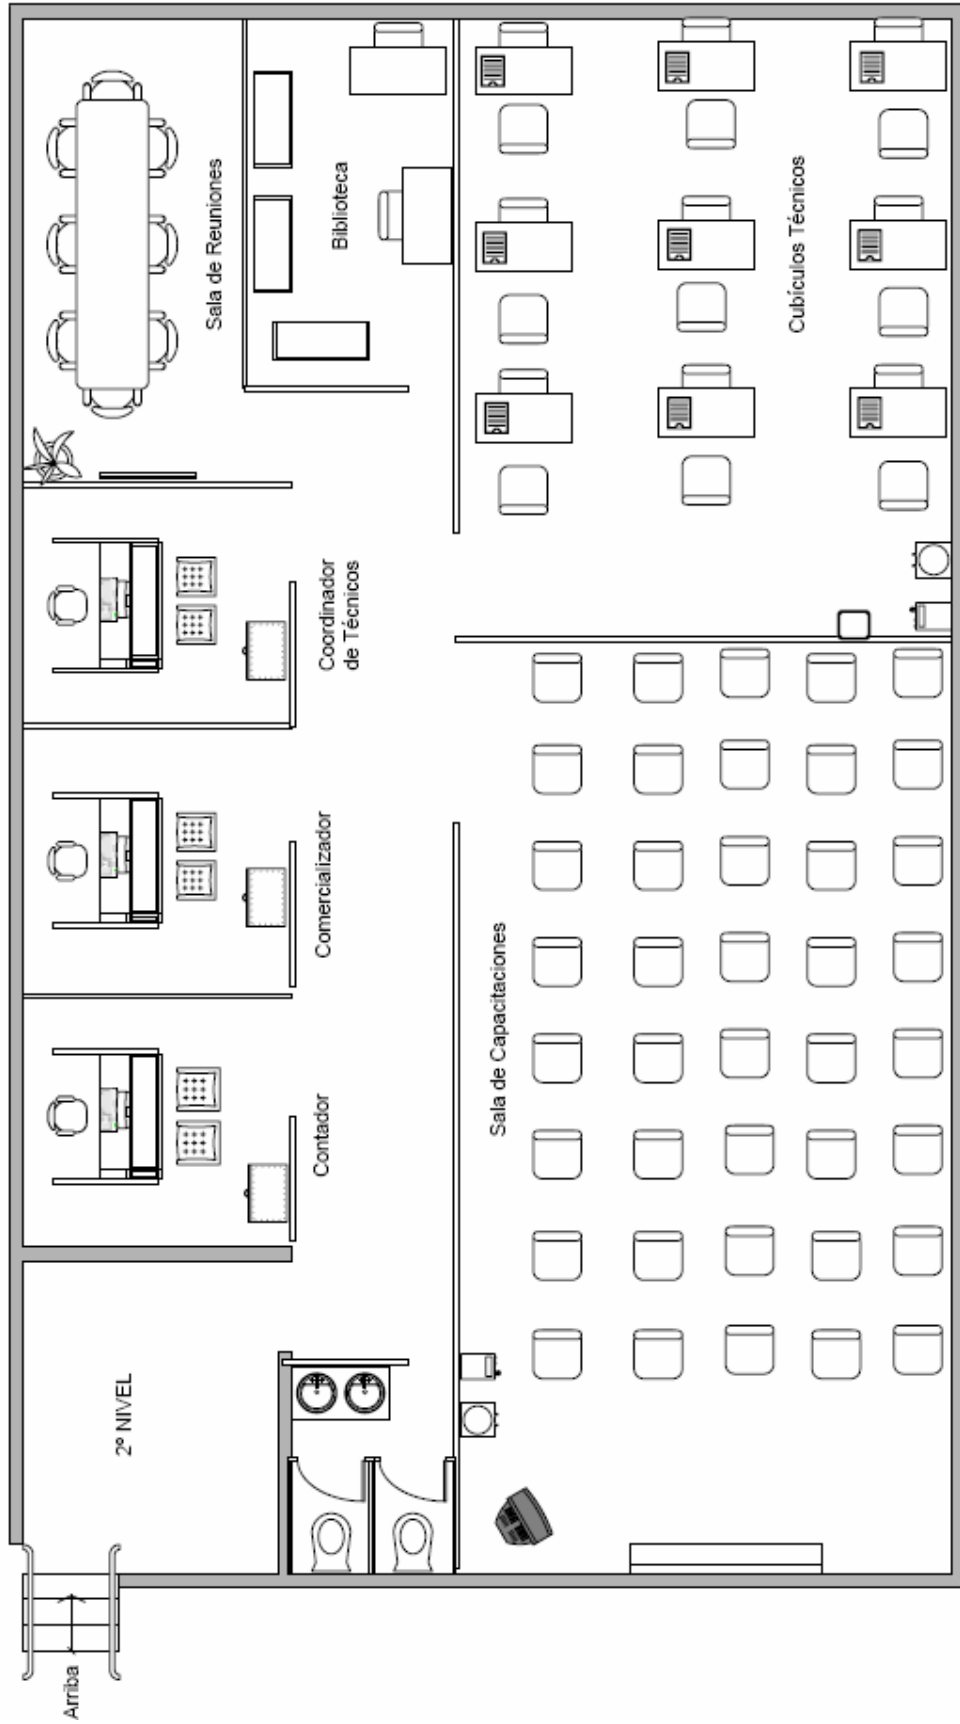 Sala de Reuniones
Biblioteca
Cubículos Técnicos
Coordinador
de Técnicos
Comercializador
Sala de Capacitaciones
Contador
2º NIVEL
Arriba